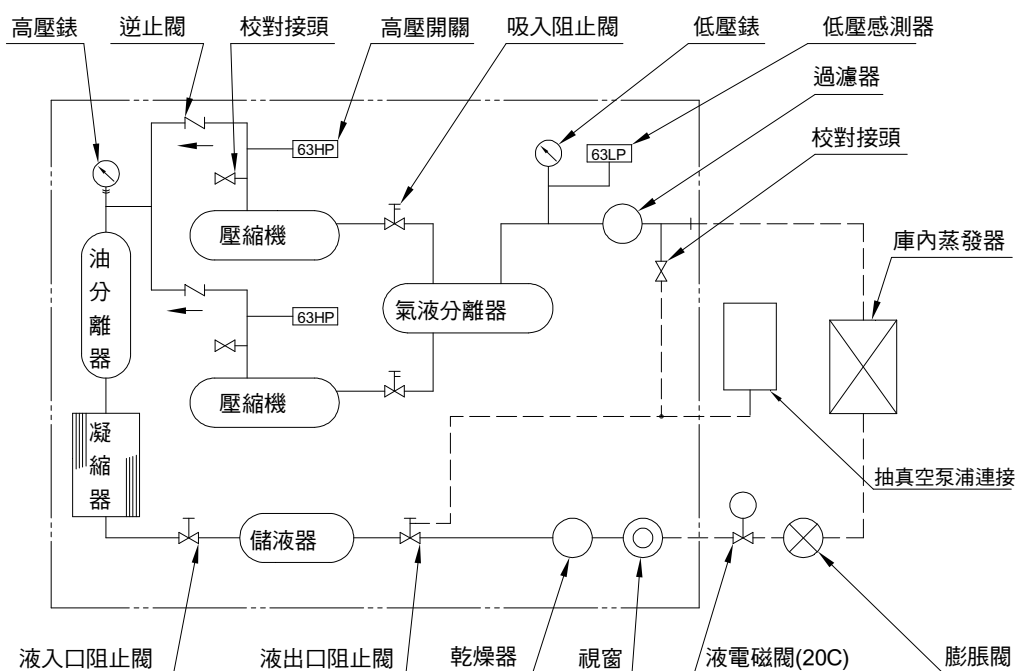 高壓錶
逆止閥
校對接頭
高壓開關
吸入阻止閥
低壓錶
低壓感測器
過濾器
校對接頭
63HP
63LP
壓縮機
庫內蒸發器
油分離器
氣液分離器
63HP
壓縮機
凝縮器
抽真空泵浦連接
儲液器
液入口阻止閥
液出口阻止閥
乾燥器
視窗
液電磁閥(20C)
膨脹閥